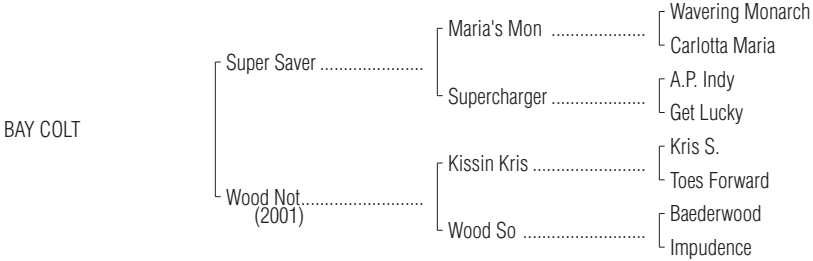 Wavering Monarch
Maria's Mon ....................
Carlotta Maria
Super Saver ......................
A.P. Indy
Supercharger ....................
Get Lucky
BAY COLT
Kris S.
Kissin Kris ........................
Toes Forward
Wood Not..........................
(2001)
Baederwood
Wood So ..........................
Impudence